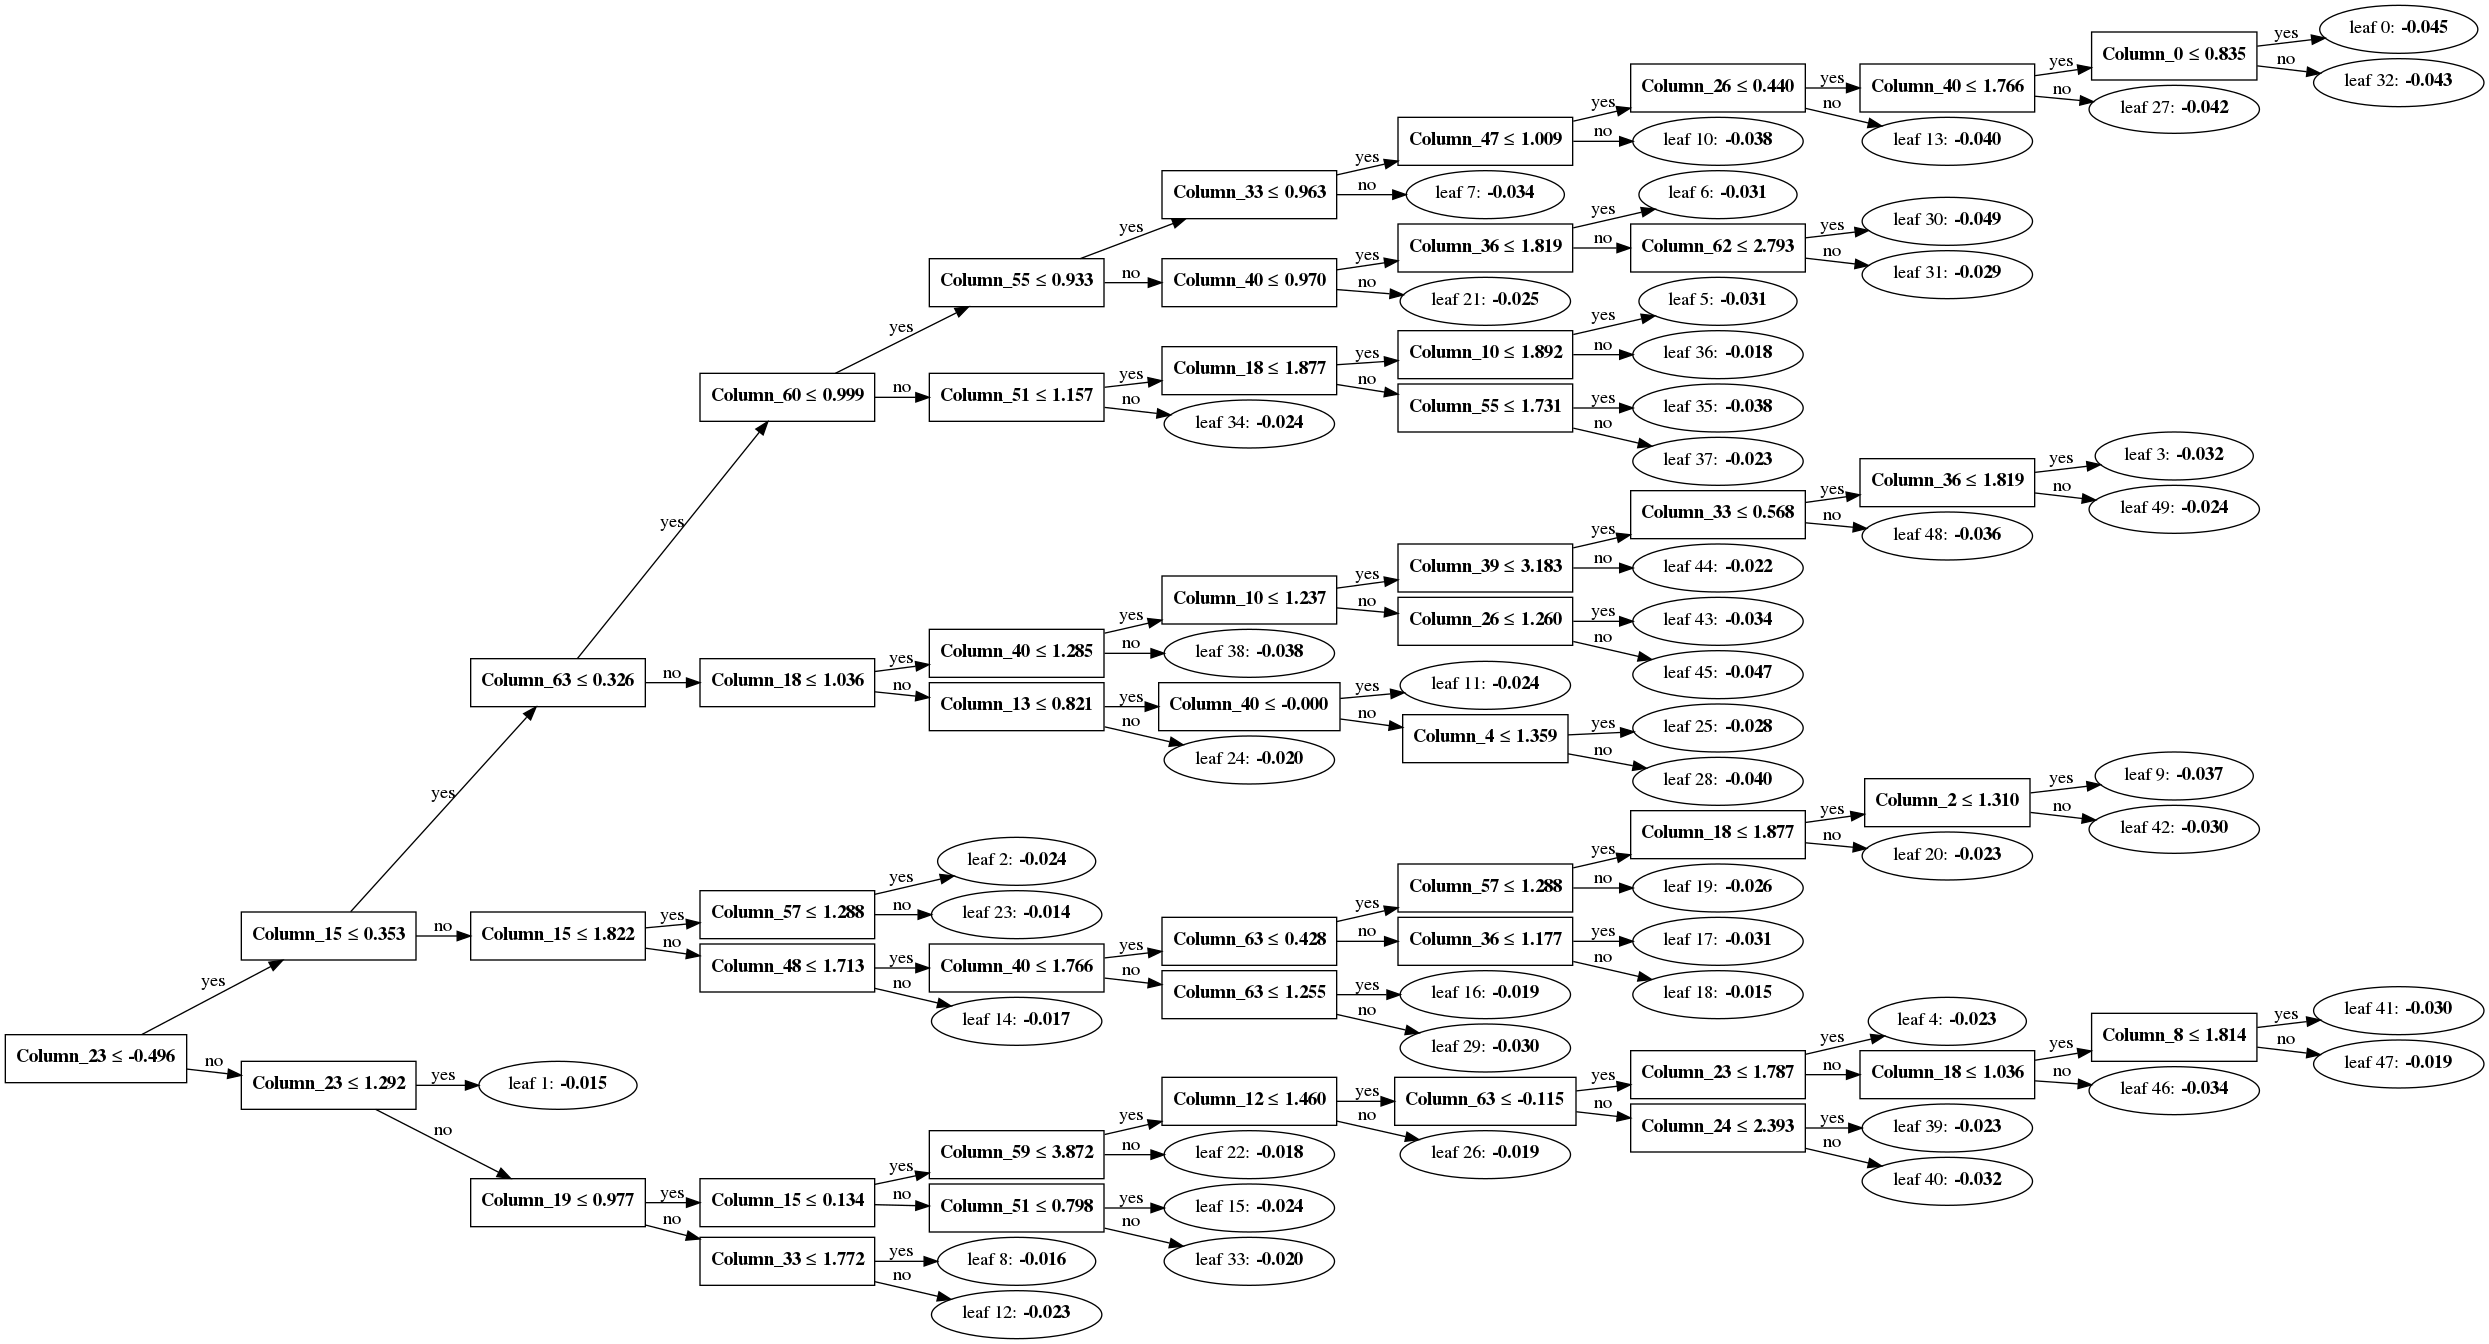 yes
leaf 0: -0.045
Column_0 ≤ 0.835
no
leaf 32: -0.043
yes
Column_40 ≤ 1.766
no
leaf 27: -0.042
yes
Column_26 ≤ 0.440
no
leaf 13: -0.040
yes
Column_47 ≤ 1.009
no
leaf 10: -0.038
yes
Column_33 ≤ 0.963
no
leaf 7: -0.034
yes
leaf 6: -0.031
yes
Column_36 ≤ 1.819
no
Column_62 ≤ 2.793
yes
leaf 30: -0.049
no
leaf 31: -0.029
yes
Column_55 ≤ 0.933
no
Column_40 ≤ 0.970
no
leaf 21: -0.025
yes
leaf 5: -0.031
yes
Column_10 ≤ 1.892
no
leaf 36: -0.018
yes
Column_60 ≤ 0.999
no
Column_51 ≤ 1.157
yes
Column_18 ≤ 1.877
no
Column_55 ≤ 1.731
yes
leaf 35: -0.038
no
leaf 37: -0.023
no
leaf 34: -0.024
yes
leaf 3: -0.032
yes
Column_36 ≤ 1.819
no
leaf 49: -0.024
yes
Column_33 ≤ 0.568
no
leaf 48: -0.036
yes
Column_39 ≤ 3.183
no
leaf 44: -0.022
yes
Column_10 ≤ 1.237
no
Column_26 ≤ 1.260
yes
leaf 43: -0.034
no
leaf 45: -0.047
yes
Column_40 ≤ 1.285
no
leaf 38: -0.038
yes
Column_63 ≤ 0.326
no
Column_18 ≤ 1.036
no
Column_13 ≤ 0.821
yes
Column_40 ≤ -0.000
yes
leaf 11: -0.024
no
Column_4 ≤ 1.359
yes
leaf 25: -0.028
no
leaf 28: -0.040
no
leaf 24: -0.020
yes
leaf 9: -0.037
yes
Column_2 ≤ 1.310
no
leaf 42: -0.030
yes
Column_18 ≤ 1.877
no
leaf 20: -0.023
yes
Column_57 ≤ 1.288
no
leaf 19: -0.026
yes
Column_63 ≤ 0.428
no
Column_36 ≤ 1.177
yes
leaf 17: -0.031
no
leaf 18: -0.015
yes
leaf 2: -0.024
yes
Column_57 ≤ 1.288
no
leaf 23: -0.014
yes
Column_15 ≤ 0.353
no
Column_15 ≤ 1.822
no
Column_48 ≤ 1.713
yes
Column_40 ≤ 1.766
no
Column_63 ≤ 1.255
yes
leaf 16: -0.019
no
leaf 29: -0.030
no
leaf 14: -0.017
Column_23 ≤ -0.496
no
Column_23 ≤ 1.292
yes
leaf 1: -0.015
yes
leaf 4: -0.023
yes
leaf 41: -0.030
yes
Column_8 ≤ 1.814
no
leaf 47: -0.019
yes
Column_23 ≤ 1.787
no
Column_18 ≤ 1.036
no
leaf 46: -0.034
yes
Column_12 ≤ 1.460
yes
Column_63 ≤ -0.115
no
Column_24 ≤ 2.393
yes
leaf 39: -0.023
no
leaf 40: -0.032
no
leaf 26: -0.019
yes
Column_59 ≤ 3.872
no
leaf 22: -0.018
no
Column_19 ≤ 0.977
yes
Column_15 ≤ 0.134
no
Column_51 ≤ 0.798
yes
leaf 15: -0.024
no
leaf 33: -0.020
no
Column_33 ≤ 1.772
yes
leaf 8: -0.016
no
leaf 12: -0.023